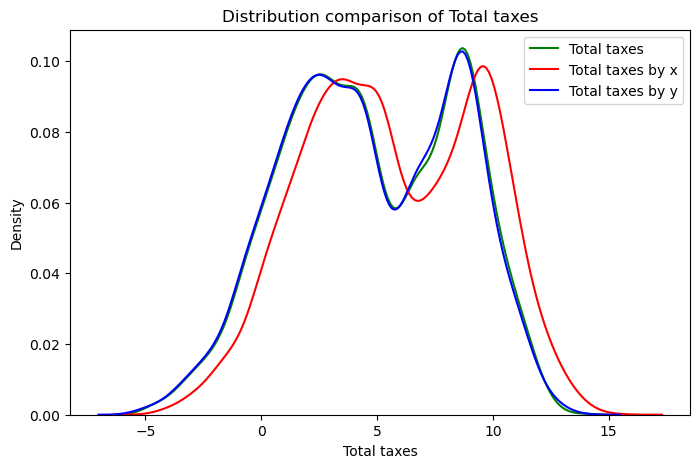 Distribution comparison of Total taxes
Total taxes
Total taxes by x
Total taxes by y
Density
0.10
0.08
0.06
0.04
0.02
0.00
−5
0
5
10
15
Total taxes